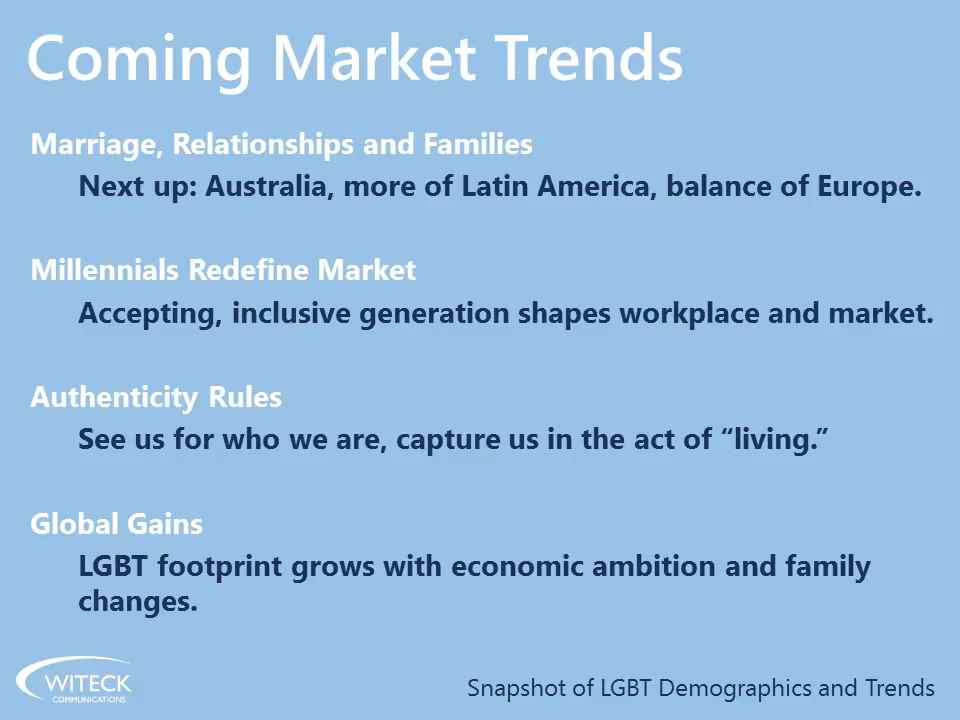 Coming Market Trends
Marriage, Relationships and Families
Next up: Australia, more of Latin America, balance of Europe.
Millennials Redefine Market
Accepting, inclusive generation shapes workplace and market.
Authenticity Rules
See us for who we are, capture us in the act of “living.”
Global Gains
LGBT footprint grows with economic ambition and family
changes.
WITECK
COMMUNICATIONS
Snapshot of LGBT Demographics and Trends